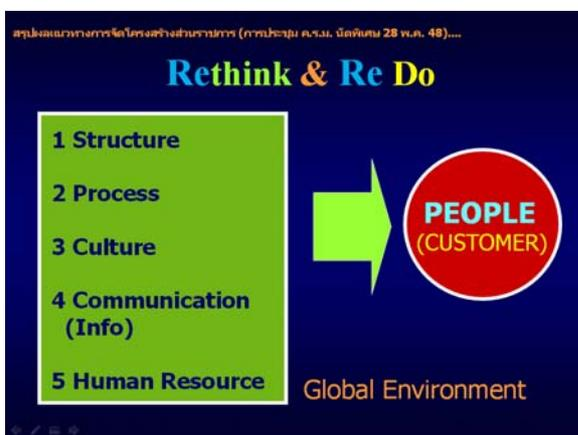 สรุปผลแนวทางการจัดโครงสร้างส่วนราชการ (การประชุม ค.ร.ม. นัดพิเศษ 28 พ.ค. 48)....
Rethink & Re Do
1 Structure
2 Process
3 Culture
4 Communication
(Info)
5 Human Resource
PEOPLE
(CUSTOMER)
Global Environment